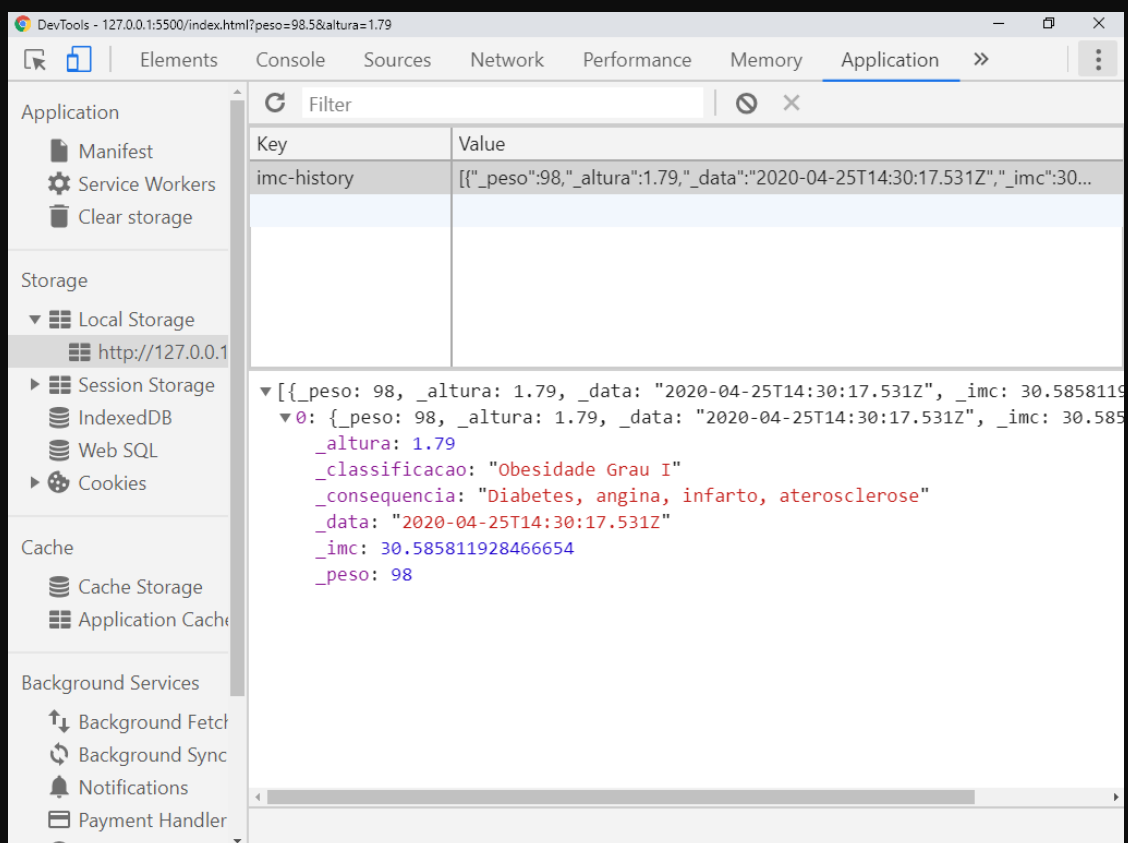 DevTools - 127.0.0.1:5500/index.html?peso=98.5&altura=1.79
Elements Console Sources Network Performance Memory Application »
Application
Manifest
Service Workers
Clear storage
Storage
Local Storage
http://127.0.0.1
Session Storage
IndexedDB
Web SQL
Cookies
Cache
Cache Storage
Application Cache
Background Services
Background Fetch
Background Sync
Notifications
Payment Handler
Filter
Key Value
imc-history [{"_peso":98,"_altura":1.79,"_data":"2020-04-25T14:30:17.531Z","_imc":30...
[{_peso: 98, _altura: 1.79, _data: "2020-04-25T14:30:17.531Z", _imc: 30.5858119
0: {_peso: 98, _altura: 1.79, _data: "2020-04-25T14:30:17.531Z", _imc: 30.585
_altura: 1.79
_classificacao: "Obesidade Grau I"
_consequencia: "Diabetes, angina, infarto, aterosclerose"
_data: "2020-04-25T14:30:17.531Z"
_imc: 30.585811928466654
_peso: 98